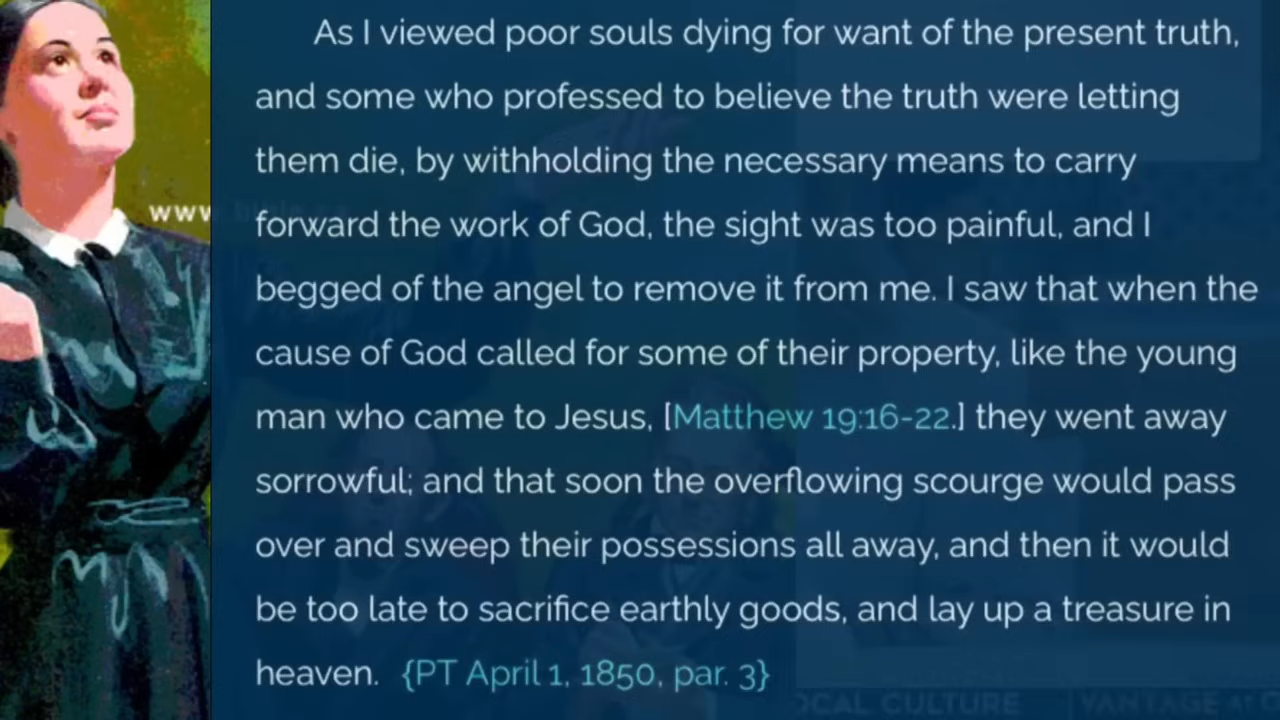 As I viewed poor souls dying for want of the present truth,
and some who professed to believe the truth were letting
them die, by withholding the necessary means to carry
www
forward the work of God, the sight was too painful, and I
begged of the angel to remove it from me. I saw that when the
cause of God called for some of their property, like the young
man who came to Jesus, [Matthew 19:16-22.] they went away
sorrowful; and that soon the overflowing scourge would pass
over and sweep their possessions all away, and then it would
be too late to sacrifice earthly goods, and lay up a treasure in
heaven. {PT April 1, 1850, par. 3}
OCAL CULTURE
VANTAGE